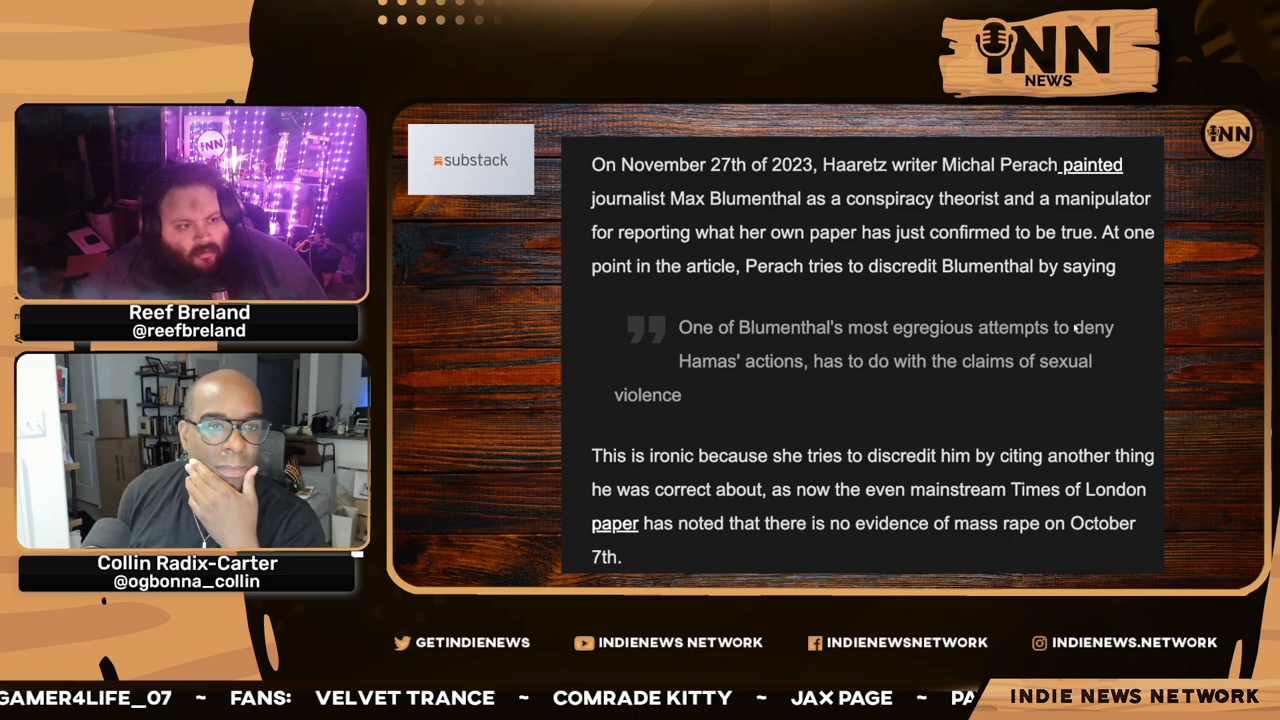 INN
NEWS
INN
INN
substack
On November 27th of 2023, Haaretz writer Michal Perach painted
journalist Max Blumenthal as a conspiracy theorist and a manipulator
for reporting what her own paper has just confirmed to be true. At one
point in the article, Perach tries to discredit Blumenthal by saying
One of Blumenthal's most egregious attempts to deny
Hamas' actions, has to do with the claims of sexual
violence
This is ironic because she tries to discredit him by citing another thing
he was correct about, as now the even mainstream Times of London
paper has noted that there is no evidence of mass rape on October
7th.
Reef Breland
@reefbreland
Collin Radix-Carter
@ogbonna_collin
GETINDIENEWS
INDIENEWS NETWORK
INDIENEWSNETWORK
INDIENEWS.NETWORK
GAMER4LIFE_07 ~ FANS: VELVET TRANCE ~ COMRADE KITTY ~ JAX PAGE ~ PA
INDIE NEWS NETWORK